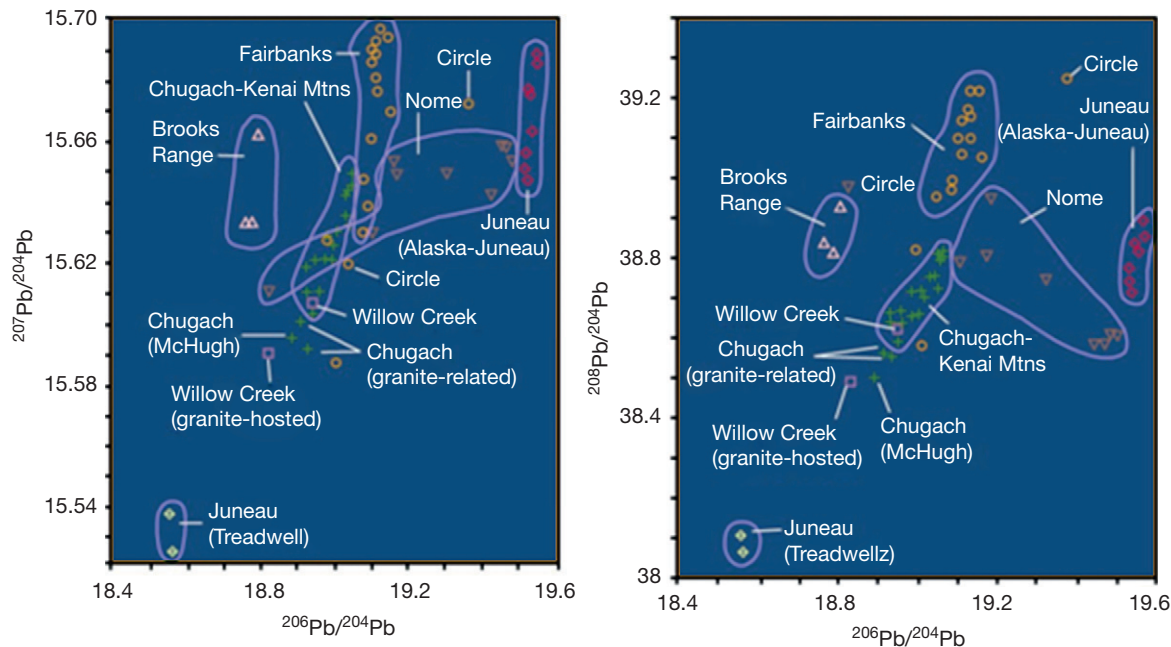 15.70
15.66
15.62
15.58
15.54
207Pb/204Pb
18.4
18.8
19.2
19.6
206Pb/204Pb
Fairbanks
Circle
Chugach-Kenai Mtns
Nome
Brooks
Range
Juneau
(Alaska-Juneau)
Circle
Willow Creek
Chugach
(McHugh)
Chugach
(granite-related)
Willow Creek
(granite-hosted)
Juneau
(Treadwell)
39.2
38.8
38.4
38
208Pb/204Pb
18.4
18.8
19.2
19.6
206Pb/204Pb
Circle
Juneau
(Alaska-Juneau)
Fairbanks
Brooks
Range
Circle
Nome
Willow Creek
Chugach
(granite-related)
Chugach-
Kenai Mtns
Willow Creek
(granite-hosted)
Chugach
(McHugh)
Juneau
(Treadwellz)